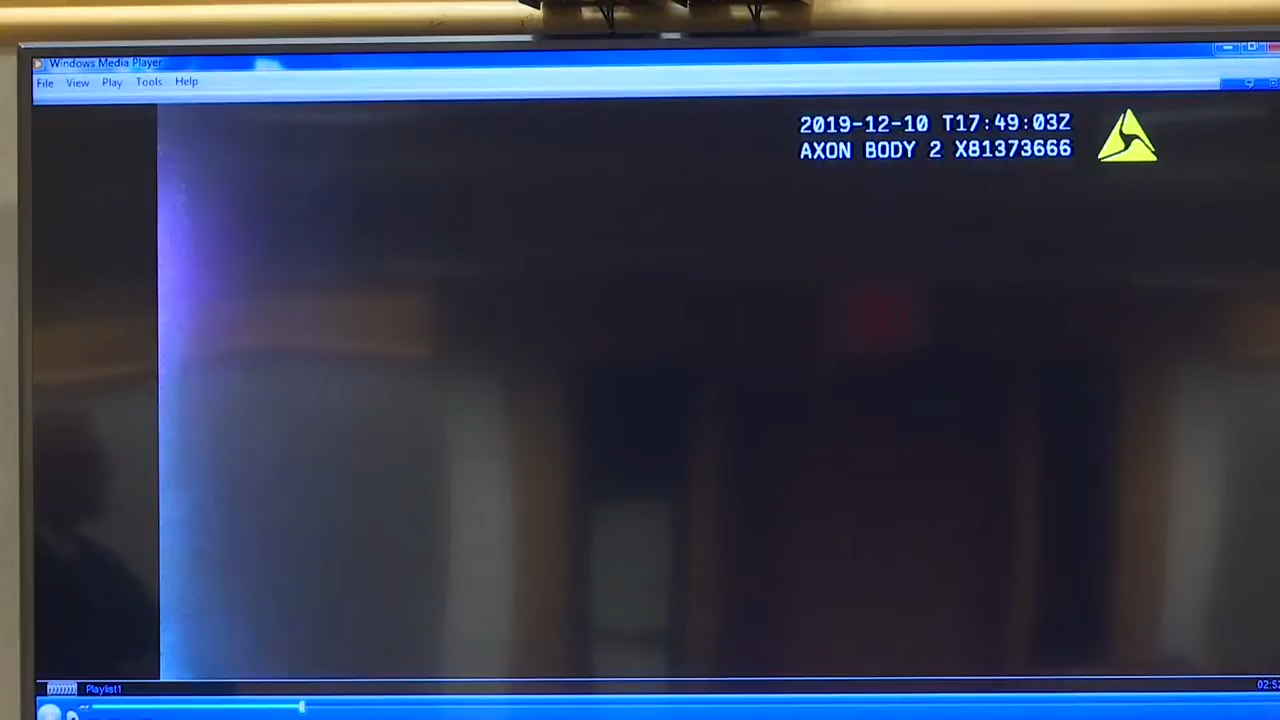 Windows Media Player
File View Play Tools Help
2019-12-10 T17:49:03Z
AXON BODY 2 X81373666
Playlist1